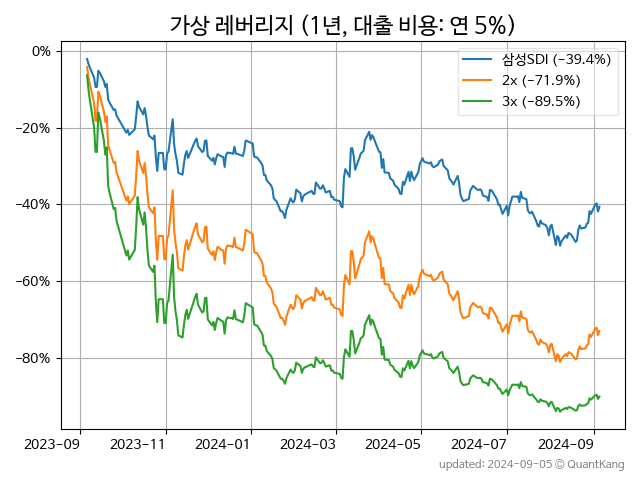 가상 레버리지 (1년, 대출 비용: 연 5%)
삼성SDI (−39.4%)
2x (−71.9%)
3x (−89.5%)
0%
−20%
−40%
−60%
−80%
2023-09 2023-11 2024-01 2024-03 2024-05 2024-07 2024-09
updated: 2024-09-05 © QuantKang